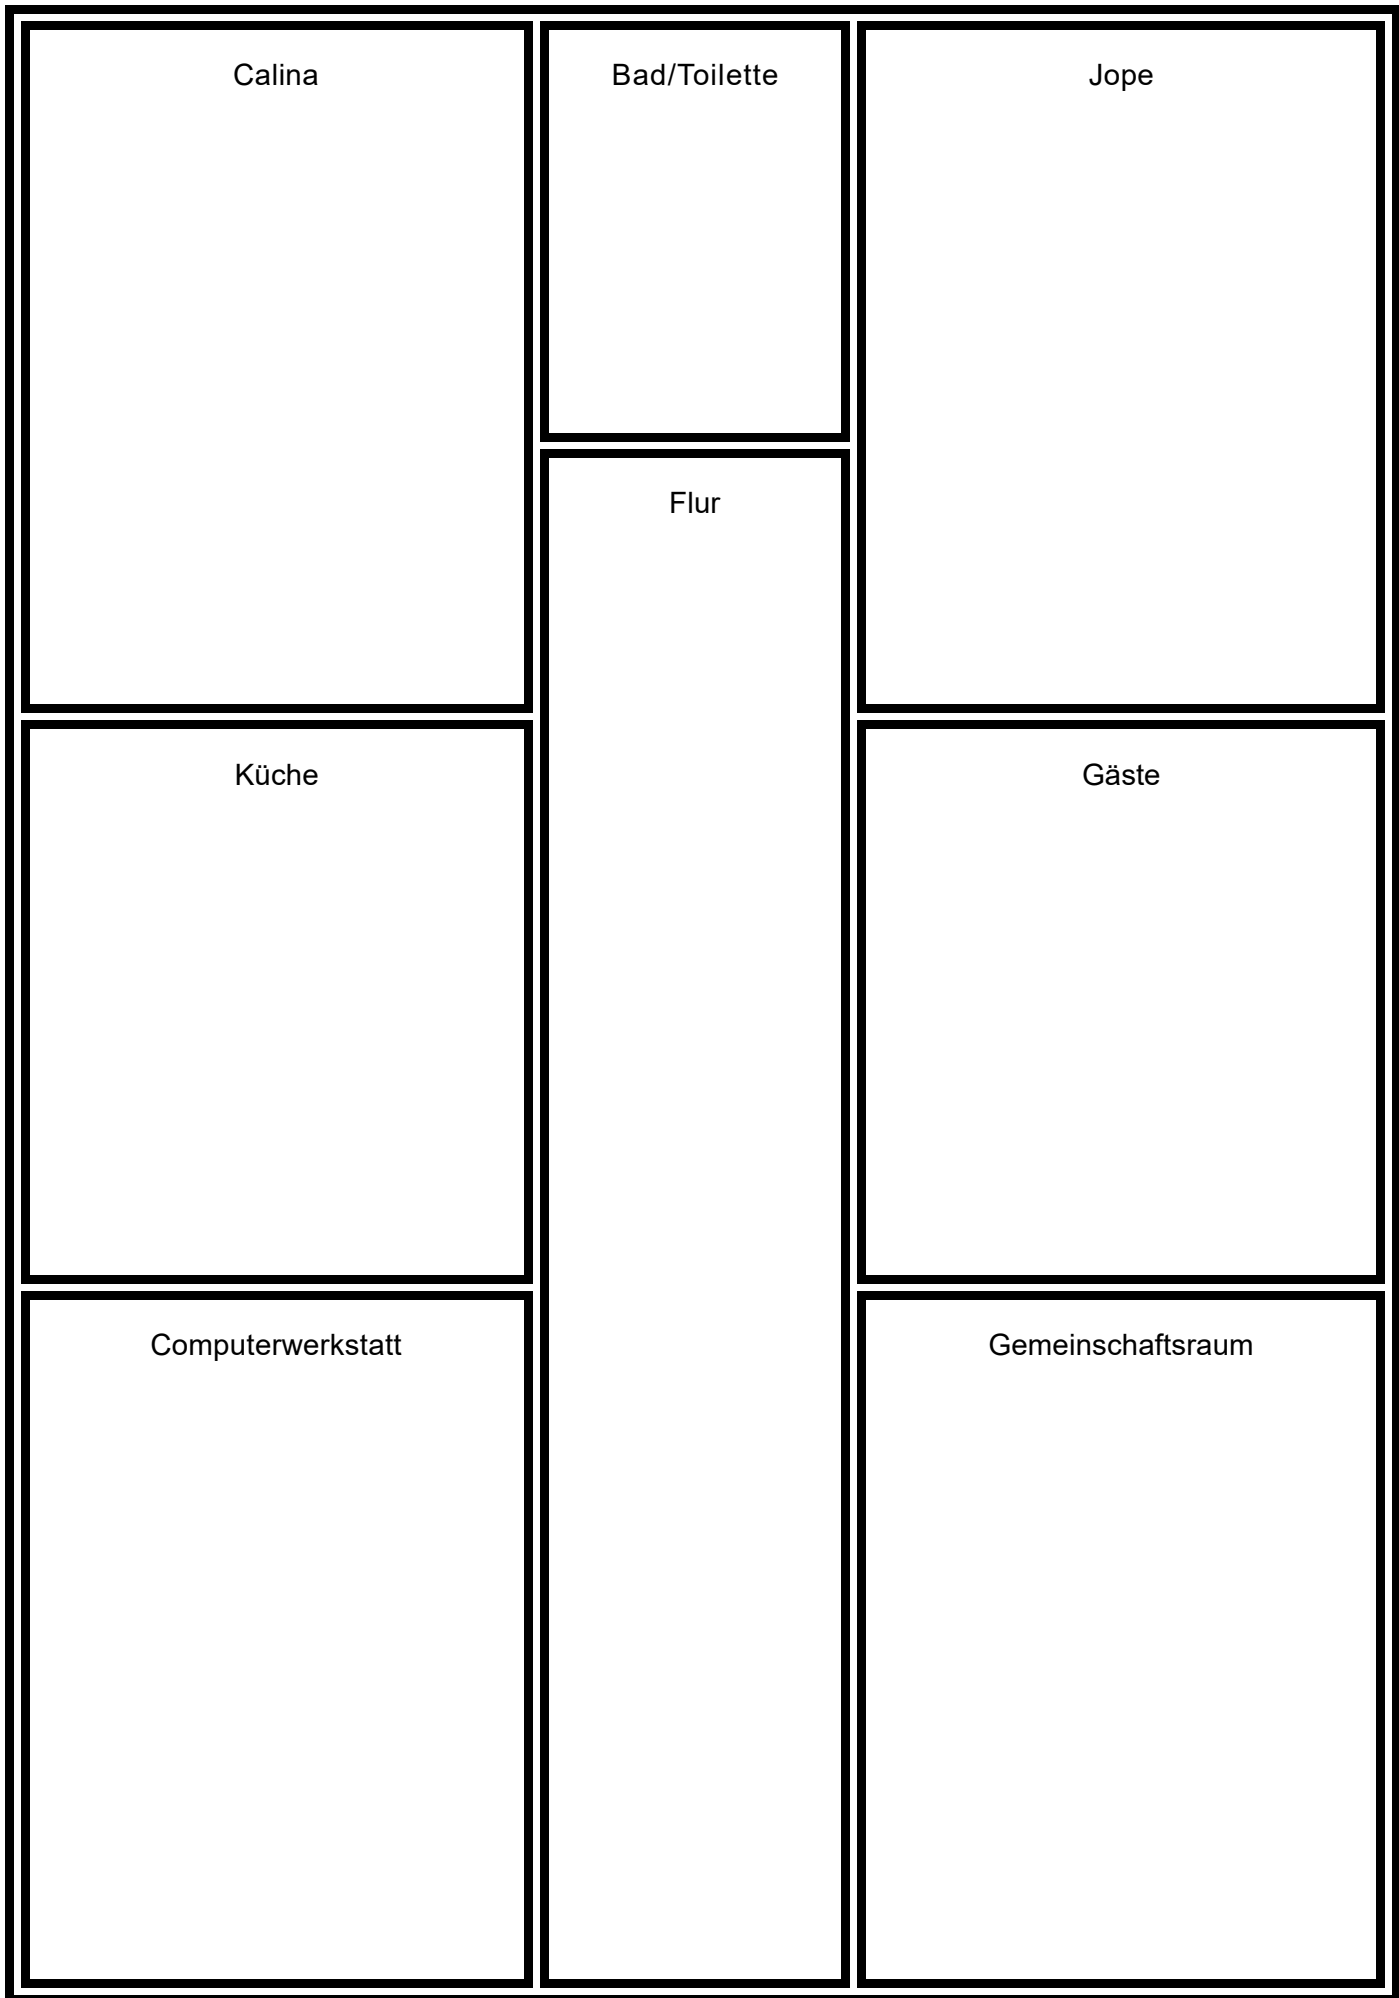 Calina
Bad/Toilette
Jope
Flur
Küche
Gäste
Computerwerkstatt
Gemeinschaftsraum